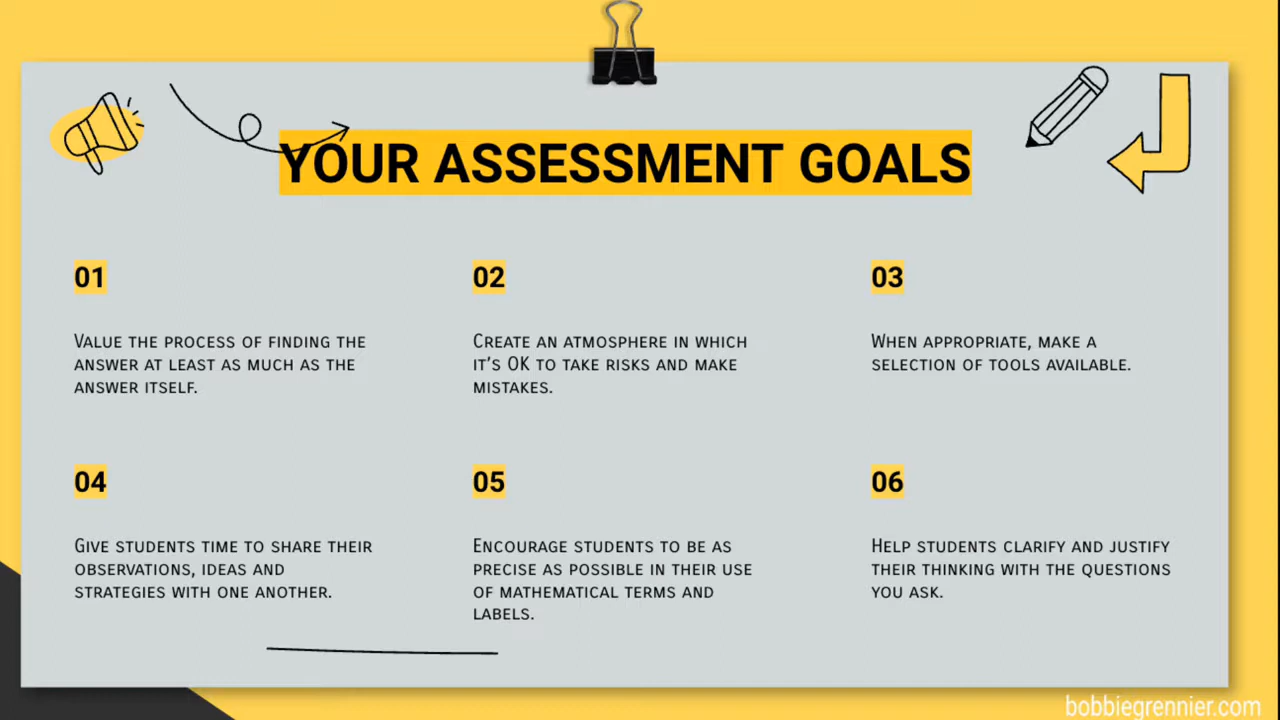 YOUR ASSESSMENT GOALS
01
Value the process of finding the
answer at least as much as the
answer itself.
02
Create an atmosphere in which
it's OK to take risks and make
mistakes.
03
When appropriate, make a
selection of tools available.
04
Give students time to share their
observations, ideas and
strategies with one another.
05
Encourage students to be as
precise as possible in their use
of mathematical terms and
labels.
06
Help students clarify and justify
their thinking with the questions
you ask.
bobbiegrennier.com